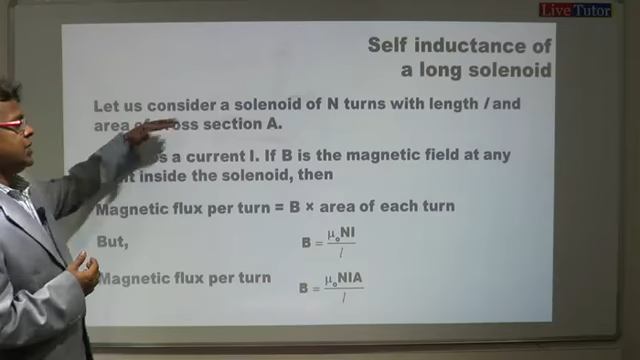 Live Tutor
Self inductance of
a long solenoid
Let us consider a solenoid of N turns with length l and
area of cross section A.
a current I. If B is the magnetic field at any
inside the solenoid, then
Magnetic flux per turn = B × area of each turn
But, B = μ₀NI / l
Magnetic flux per turn B = μ₀NIA / l